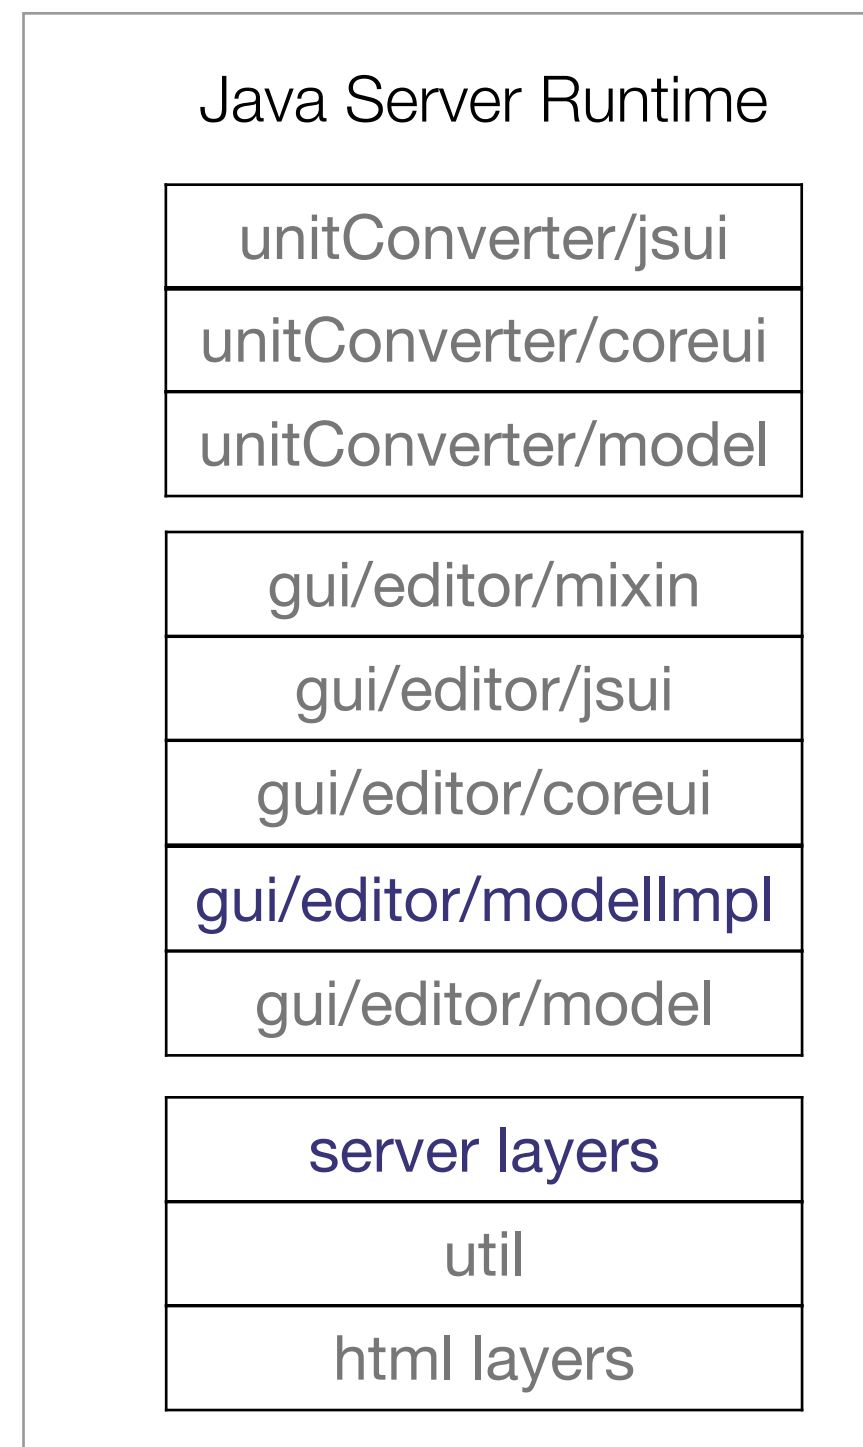 Java Server Runtime
unitConverter/jsui
unitConverter/coreui
unitConverter/model
gui/editor/mixin
gui/editor/jsui
gui/editor/coreui
gui/editor/modelImpl
gui/editor/model
server layers
util
html layers